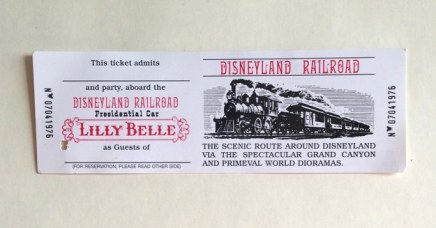 This ticket admits
and party, aboard the
DISNEYLAND RAILROAD
Presidential Car
LILLY BELLE
as Guests of
(FOR RESERVATION, PLEASE READ OTHER SIDE)
Nº 07041976
DISNEYLAND RAILROAD
THE SCENIC ROUTE AROUND DISNEYLAND
VIA THE SPECTACULAR GRAND CANYON
AND PRIMEVAL WORLD DIORAMAS.
Nº 07041976